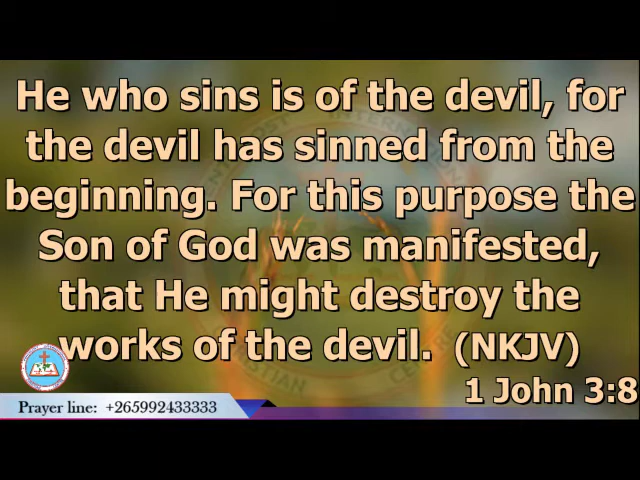 He who sins is of the devil, for
the devil has sinned from the
beginning. For this purpose the
Son of God was manifested,
that He might destroy the
works of the devil. (NKJV)
1 John 3:8
Prayer line: +265992433333